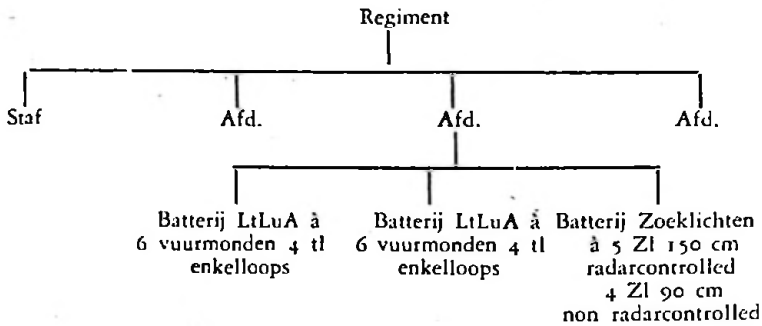 Regiment
Staf Afd. Afd. Afd.
Batterij LtLuA à
6 vuurmonden 4 tl
enkelloops
Batterij LtLuA à
6 vuurmonden 4 tl
enkelloops
Batterij Zoeklichten
à 5 Zl 150 cm
radarcontrolled
4 Zl 90 cm
non radarcontrolled